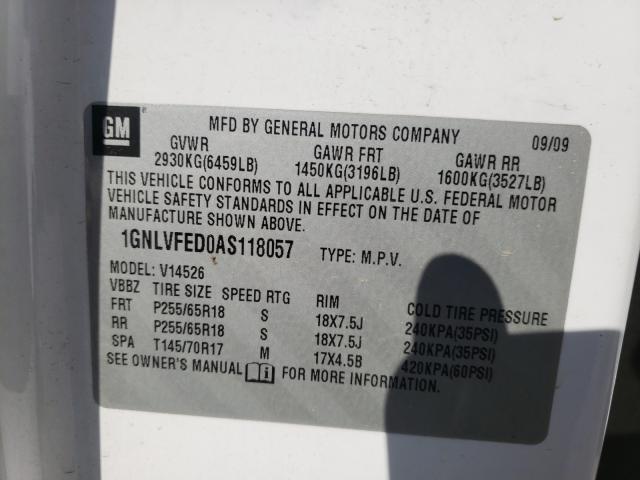 GM
MFD BY GENERAL MOTORS COMPANY 09/09
GVWR GAWR FRT GAWR RR
2930KG(6459LB) 1450KG(3196LB) 1600KG(3527LB)
THIS VEHICLE CONFORMS TO ALL APPLICABLE U.S. FEDERAL MOTOR
VEHICLE SAFETY STANDARDS IN EFFECT ON THE DATE OF
MANUFACTURE SHOWN ABOVE.
1GNLVFED0AS118057 TYPE: M.P.V.
MODEL: V14526
VBBZ TIRE SIZE SPEED RTG RIM COLD TIRE PRESSURE
FRT P255/65R18 S 18X7.5J 240KPA(35PSI)
RR P255/65R18 S 18X7.5J 240KPA(35PSI)
SPA T145/70R17 M 17X4.5B 420KPA(60PSI)
SEE OWNER'S MANUAL FOR MORE INFORMATION.